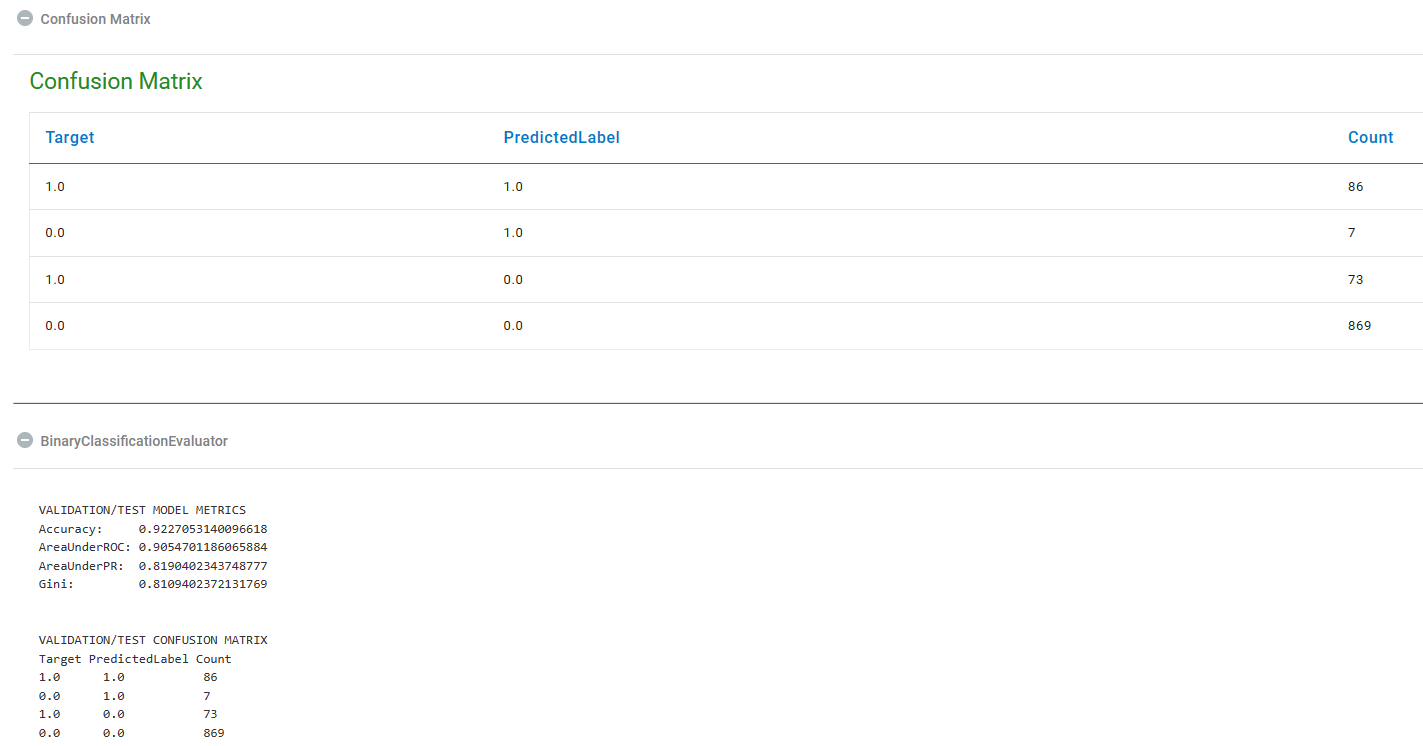 Confusion Matrix
Confusion Matrix
Target PredictedLabel Count
1.0 1.0 86
0.0 1.0 7
1.0 0.0 73
0.0 0.0 869
BinaryClassificationEvaluator
VALIDATION/TEST MODEL METRICS
Accuracy: 0.9227053140096618
AreaUnderROC: 0.9054701186065884
AreaUnderPR: 0.8190402343748777
Gini: 0.8109402372131769
VALIDATION/TEST CONFUSION MATRIX
Target PredictedLabel Count
1.0 1.0 86
0.0 1.0 7
1.0 0.0 73
0.0 0.0 869